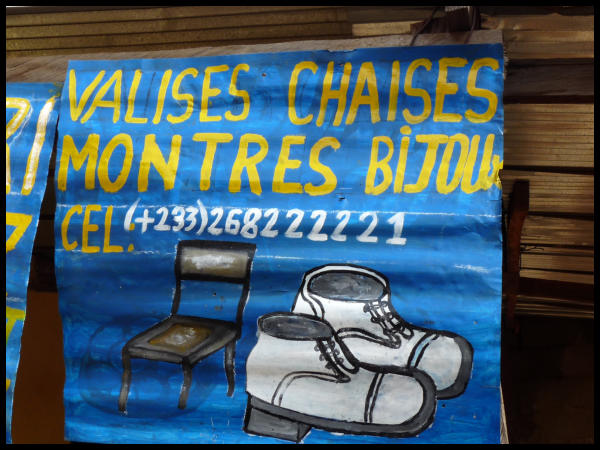 VALISES CHAISES
MONTRES BIJOUx
CEL: (+233)268222221